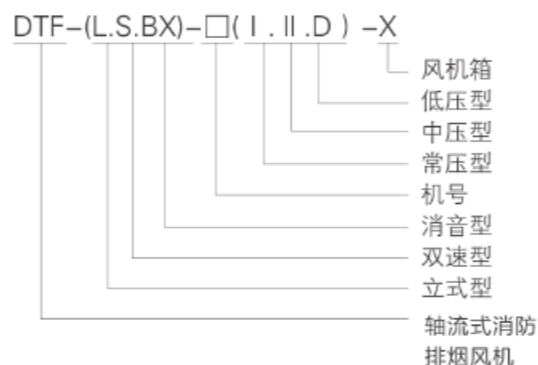 DTF-(L.S.BX)-□(Ⅰ.Ⅱ.D) -X
风机箱
低压型
中压型
常压型
机号
消音型
双速型
立式型
轴流式消防
排烟风机